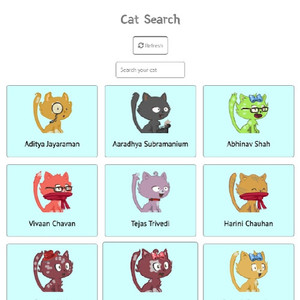 Cat Search
Refresh
Search your cat
Aditya Jayaraman
Aaradhya Subramanium
Abhinav Shah
Vivaan Chavan
Tejas Trivedi
Harini Chauhan